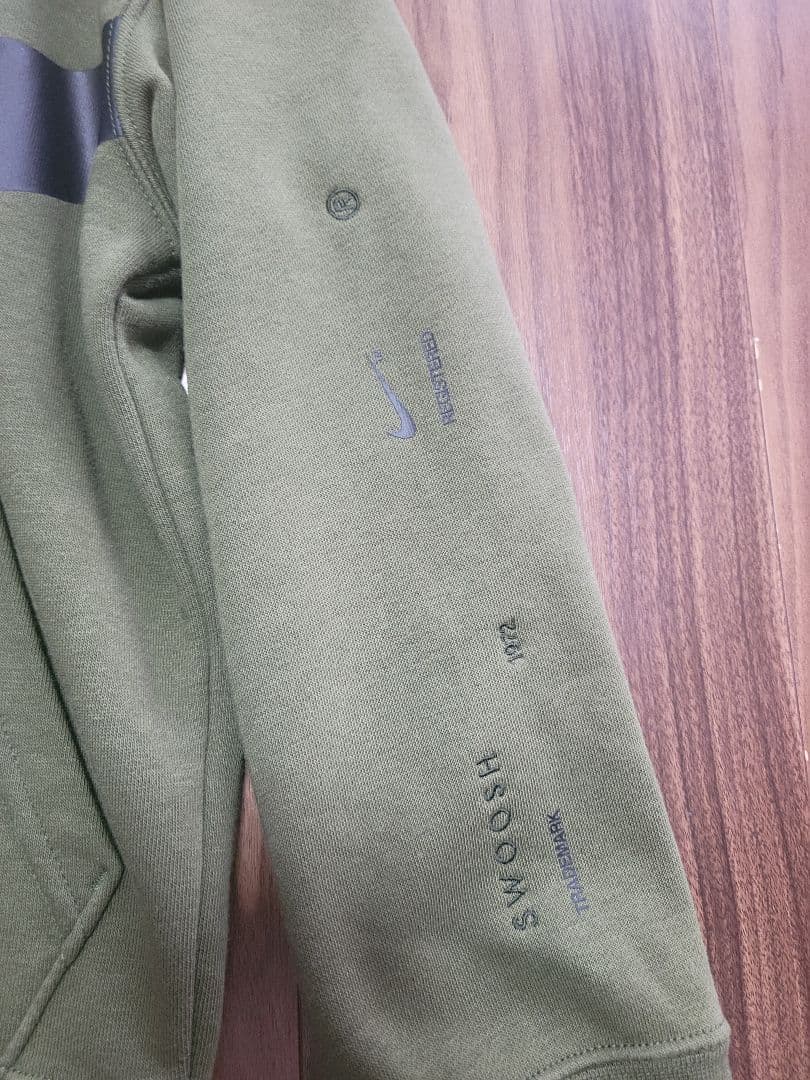 ®
REGISTERED
1972
SWOOSH
TRADEMARK